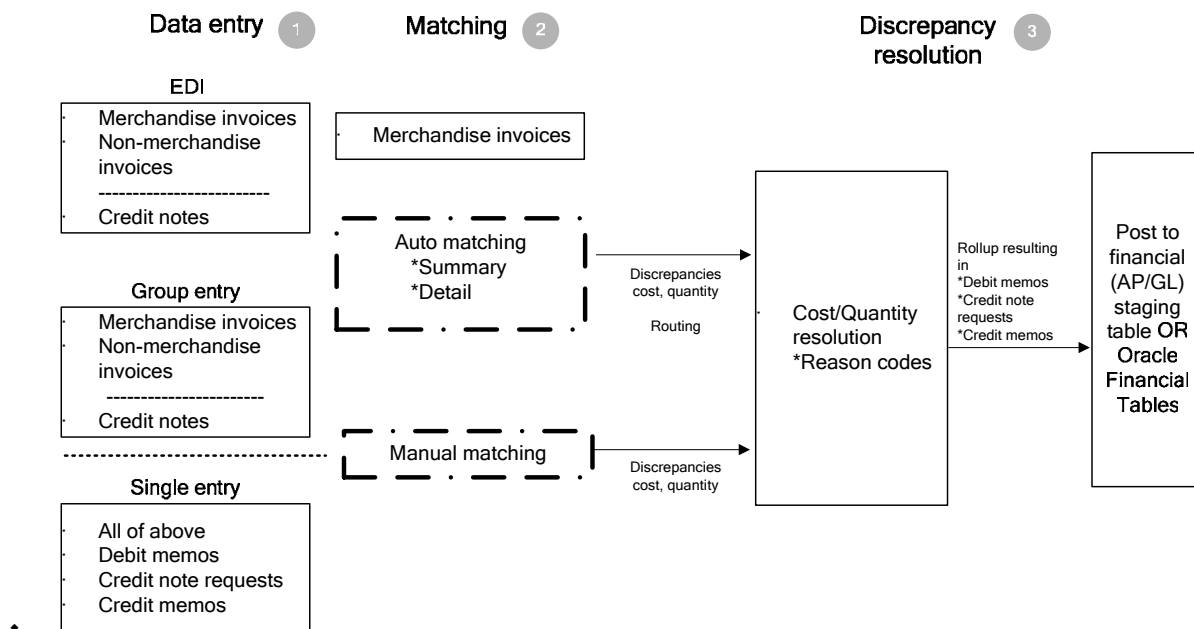 Data entry 1
Matching 2
Discrepancy 3
resolution
EDI
· Merchandise invoices
· Non-merchandise
invoices
-------------------------
· Credit notes
Group entry
· Merchandise invoices
· Non-merchandise
invoices
-----------------------
· Credit notes
Single entry
· All of above
· Debit memos
· Credit note requests
· Credit memos
· Merchandise invoices
Auto matching
*Summary
*Detail
Manual matching
Discrepancies
cost, quantity
Routing
Discrepancies
cost, quantity
· Cost/Quantity
resolution
*Reason codes
Rollup resulting
in
*Debit memos
*Credit note
requests
*Credit memos
Post to
financial
(AP/GL)
staging
table OR
Oracle
Financial
Tables